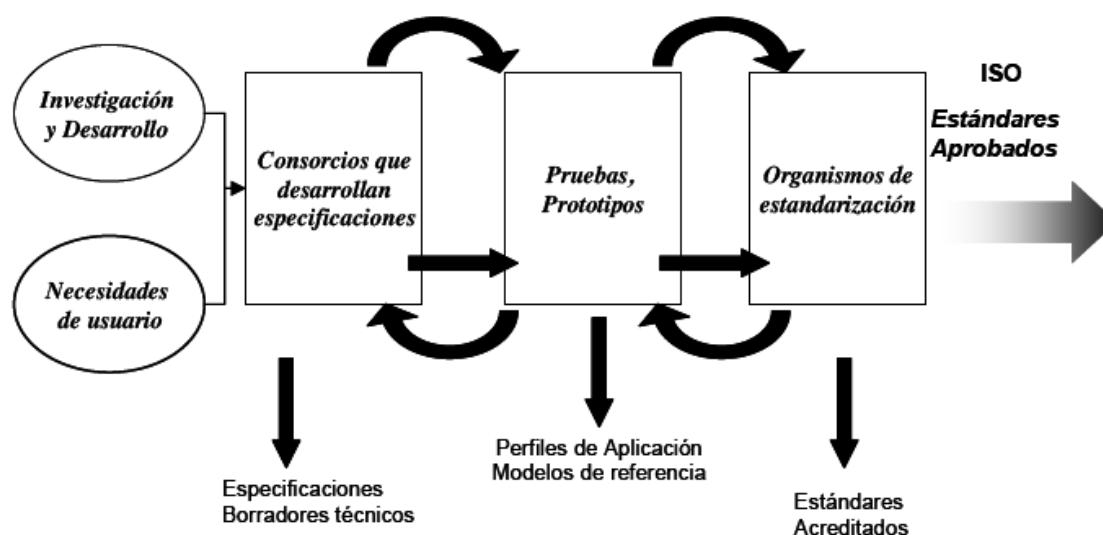 Investigación
y Desarrollo
Necesidades
de usuario
Consorcios que
desarrollan
especificaciones
Pruebas,
Prototipos
Organismos de
estandarización
ISO
Estándares
Aprobados
Especificaciones
Borradores técnicos
Perfiles de Aplicación
Modelos de referencia
Estándares
Acreditados